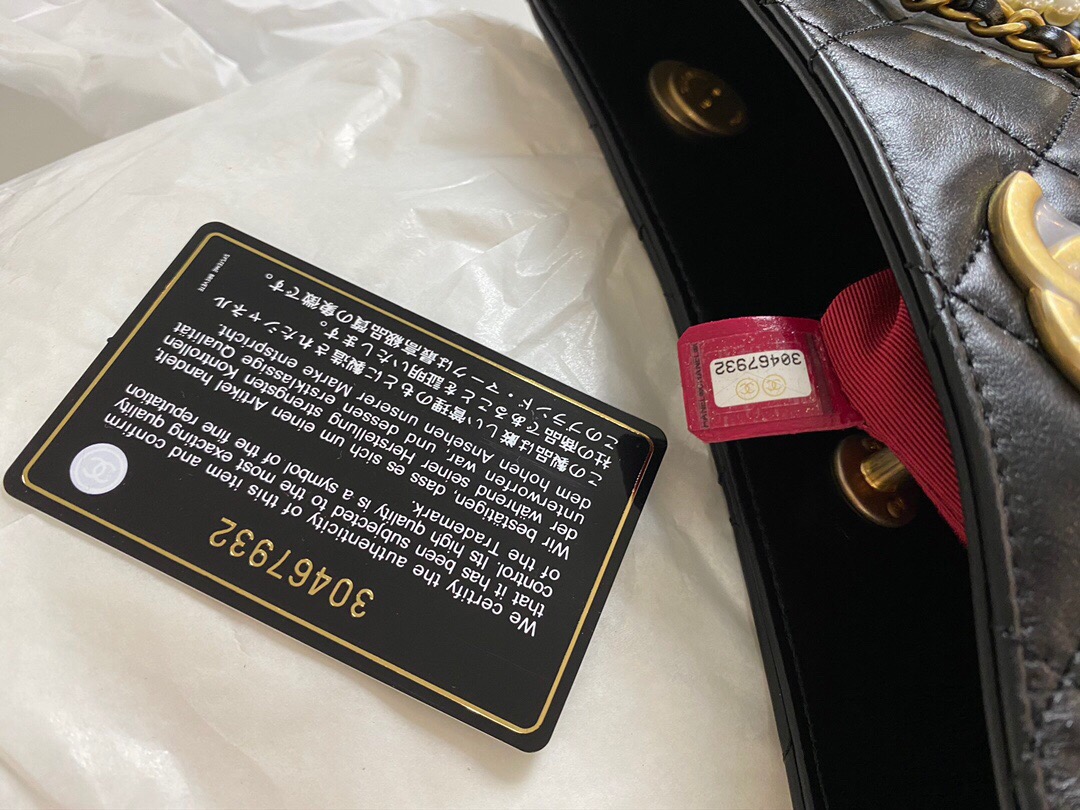 30467932
We certify the authenticity of this item and confirm
that it has been subjected to the most exacting quality
control. Its high quality is a symbol of the fine reputation
of the Trademark.
Wir bestätigen, dass es sich um einen Artikel handelt,
der während seiner Herstellung strengsten Kontrollen
unterworfen war, und dessen erstklassige Qualität
dem hohen Ansehen unserer Marke entspricht.
この製品は厳しい管理のもとに製造されたシャネル
社の商品であることを証明いたします。
このブランド・マークは最高級品質の象徴です。
SYSTEME BREVETE
30467932